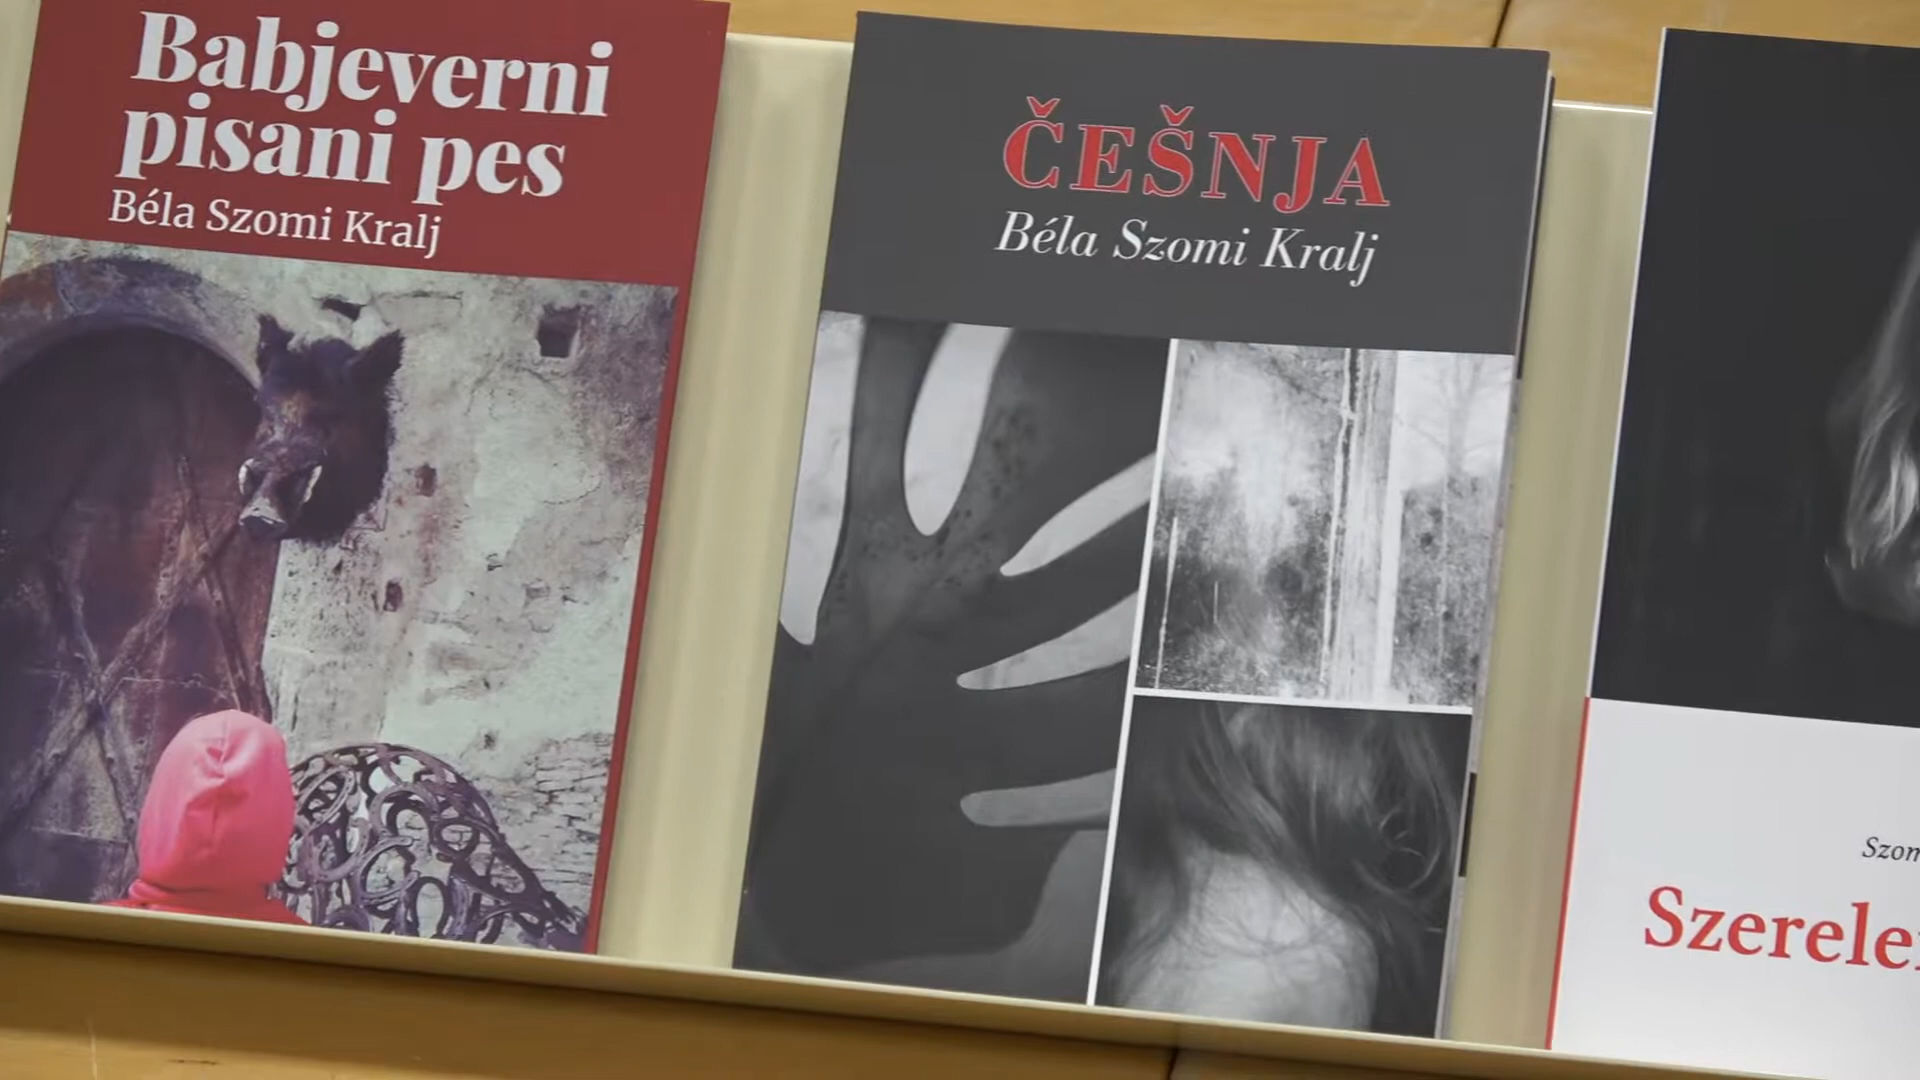 Babjeverni
pisani pes
Béla Szomi Kralj
ČEŠNJA
Béla Szomi Kralj